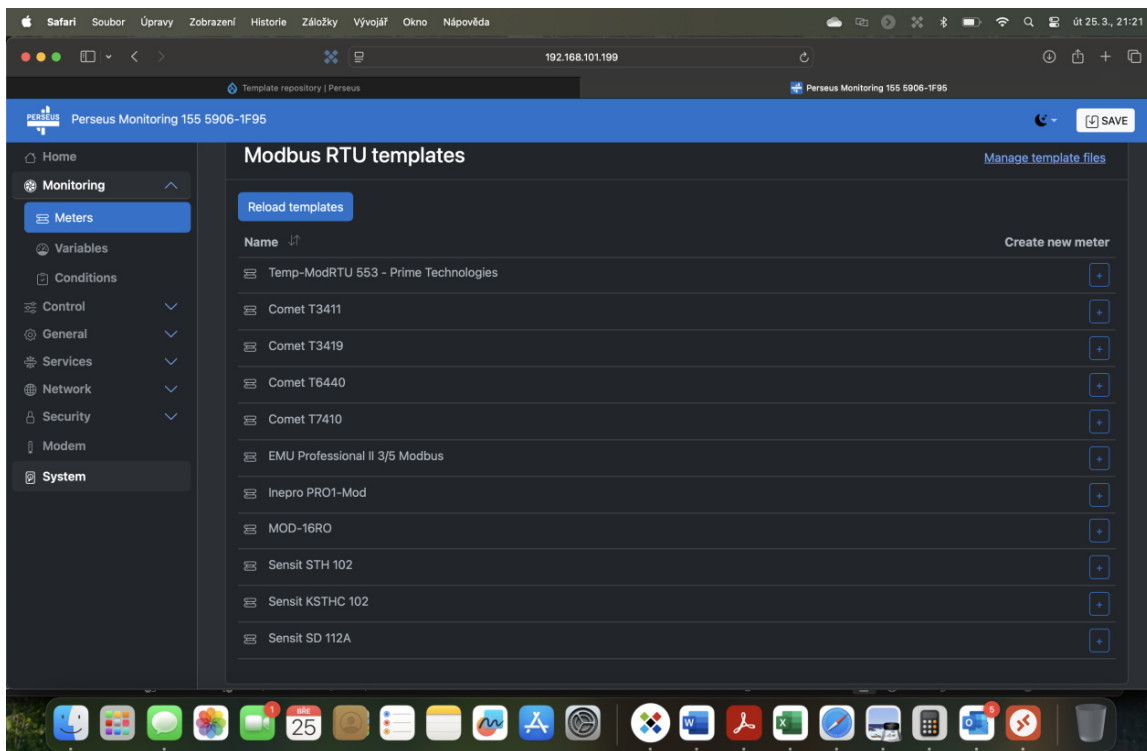 Safari Soubor Úpravy Zobrazení Historie Záložky Vývojář Okno Nápověda út 25.3., 21:21
192.168.101.199
Template repository | Perseus Perseus Monitoring 155 5906-1F95
PERSEUS Perseus Monitoring 155 5906-1F95 SAVE
Home
Monitoring
Meters
Variables
Conditions
Control
General
Services
Network
Security
Modem
System
Modbus RTU templates Manage template files
Reload templates
Name Create new meter
Temp-ModRTU 553 - Prime Technologies +
Comet T3411 +
Comet T3419 +
Comet T6440 +
Comet T7410 +
EMU Professional II 3/5 Modbus +
Inepro PRO1-Mod +
MOD-16RO +
Sensit STH 102 +
Sensit KSTHC 102 +
Sensit SD 112A +
1 BŘE 5
25 W X